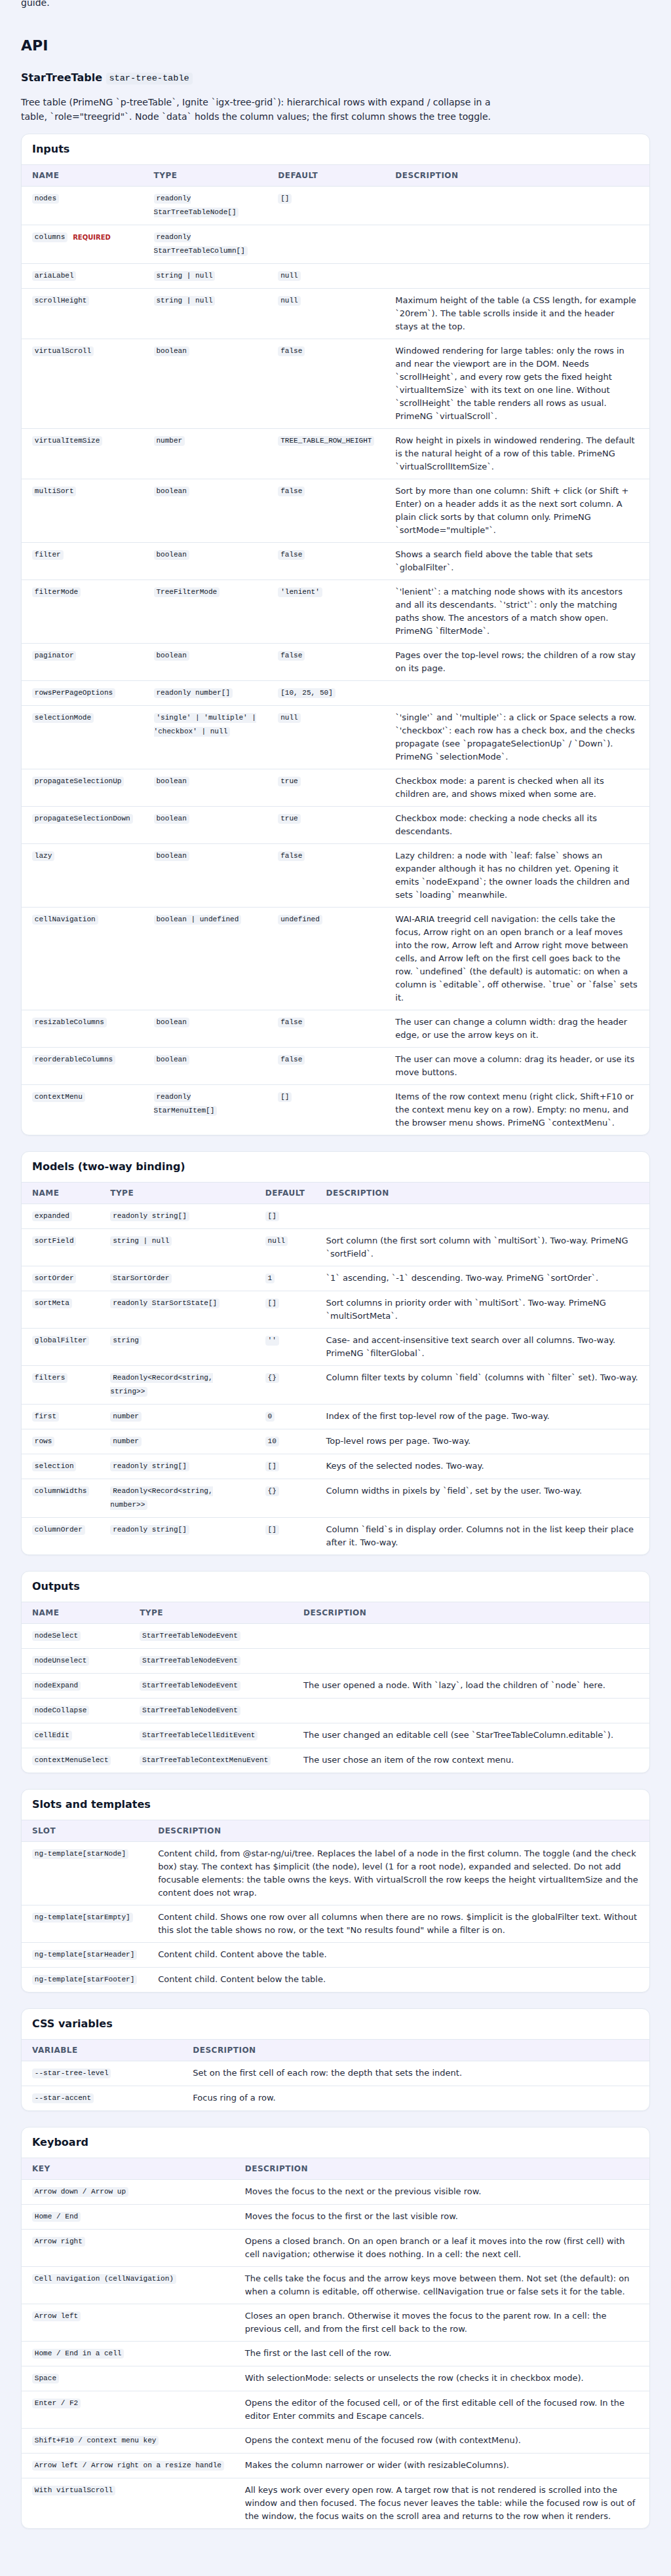 guide.
API
StarTreeTable star-tree-table
Tree table (PrimeNG `p-treeTable`, Ignite `igx-tree-grid`): hierarchical rows with expand / collapse in a
table, `role="treegrid"`. Node `data` holds the column values; the first column shows the tree toggle.
Inputs
NAME TYPE DEFAULT DESCRIPTION
nodes readonly []
StarTreeTableNode[]
columns REQUIRED readonly
StarTreeTableColumn[]
ariaLabel string | null null
scrollHeight string | null null Maximum height of the table (a CSS length, for example
`20rem`). The table scrolls inside it and the header
stays at the top.
virtualScroll boolean false Windowed rendering for large tables: only the rows in
and near the viewport are in the DOM. Needs
`scrollHeight`, and every row gets the fixed height
`virtualItemSize` with its text on one line. Without
`scrollHeight` the table renders all rows as usual.
PrimeNG `virtualScroll`.
virtualItemSize number TREE_TABLE_ROW_HEIGHT Row height in pixels in windowed rendering. The default
is the natural height of a row of this table. PrimeNG
`virtualScrollItemSize`.
multiSort boolean false Sort by more than one column: Shift + click (or Shift +
Enter) on a header adds it as the next sort column. A
plain click sorts by that column only. PrimeNG
`sortMode="multiple"`.
filter boolean false Shows a search field above the table that sets
`globalFilter`.
filterMode TreeFilterMode 'lenient' `'lenient'`: a matching node shows with its ancestors
and all its descendants. `'strict'`: only the matching
paths show. The ancestors of a match show open.
PrimeNG `filterMode`.
paginator boolean false Pages over the top-level rows; the children of a row stay
on its page.
rowsPerPageOptions readonly number[] [10, 25, 50]
selectionMode 'single' | 'multiple' | null `'single'` and `'multiple'`: a click or Space selects a row.
'checkbox' | null `'checkbox'`: each row has a check box, and the checks
propagate (see `propagateSelectionUp` / `Down`).
PrimeNG `selectionMode`.
propagateSelectionUp boolean true Checkbox mode: a parent is checked when all its
children are, and shows mixed when some are.
propagateSelectionDown boolean true Checkbox mode: checking a node checks all its
descendants.
lazy boolean false Lazy children: a node with `leaf: false` shows an
expander although it has no children yet. Opening it
emits `nodeExpand`; the owner loads the children and
sets `loading` meanwhile.
cellNavigation boolean | undefined undefined WAI-ARIA treegrid cell navigation: the cells take the
focus, Arrow right on an open branch or a leaf moves
into the row, Arrow left and Arrow right move between
cells, and Arrow left on the first cell goes back to the
row. `undefined` (the default) is automatic: on when a
column is `editable`, off otherwise. `true` or `false` sets
it.
resizableColumns boolean false The user can change a column width: drag the header
edge, or use the arrow keys on it.
reorderableColumns boolean false The user can move a column: drag its header, or use its
move buttons.
contextMenu readonly [] Items of the row context menu (right click, Shift+F10 or
StarMenuItem[] the context menu key on a row). Empty: no menu, and
the browser menu shows. PrimeNG `contextMenu`.
Models (two-way binding)
NAME TYPE DEFAULT DESCRIPTION
expanded readonly string[] []
sortField string | null null Sort column (the first sort column with `multiSort`). Two-way. PrimeNG
`sortField`.
sortOrder StarSortOrder 1 `1` ascending, `-1` descending. Two-way. PrimeNG `sortOrder`.
sortMeta readonly StarSortState[] [] Sort columns in priority order with `multiSort`. Two-way. PrimeNG
`multiSortMeta`.
globalFilter string '' Case- and accent-insensitive text search over all columns. Two-way.
PrimeNG `filterGlobal`.
filters Readonly<Record<string, {} Column filter texts by column `field` (columns with `filter` set). Two-way.
string>>
first number 0 Index of the first top-level row of the page. Two-way.
rows number 10 Top-level rows per page. Two-way.
selection readonly string[] [] Keys of the selected nodes. Two-way.
columnWidths Readonly<Record<string, {} Column widths in pixels by `field`, set by the user. Two-way.
number>>
columnOrder readonly string[] [] Column `field`s in display order. Columns not in the list keep their place
after it. Two-way.
Outputs
NAME TYPE DESCRIPTION
nodeSelect StarTreeTableNodeEvent
nodeUnselect StarTreeTableNodeEvent
nodeExpand StarTreeTableNodeEvent The user opened a node. With `lazy`, load the children of `node` here.
nodeCollapse StarTreeTableNodeEvent
cellEdit StarTreeTableCellEditEvent The user changed an editable cell (see `StarTreeTableColumn.editable`).
contextMenuSelect StarTreeTableContextMenuEvent The user chose an item of the row context menu.
Slots and templates
SLOT DESCRIPTION
ng-template[starNode] Content child, from @star-ng/ui/tree. Replaces the label of a node in the first column. The toggle (and the check
box) stay. The context has $implicit (the node), level (1 for a root node), expanded and selected. Do not add
focusable elements: the table owns the keys. With virtualScroll the row keeps the height virtualItemSize and the
content does not wrap.
ng-template[starEmpty] Content child. Shows one row over all columns when there are no rows. $implicit is the globalFilter text. Without
this slot the table shows no row, or the text "No results found" while a filter is on.
ng-template[starHeader] Content child. Content above the table.
ng-template[starFooter] Content child. Content below the table.
CSS variables
VARIABLE DESCRIPTION
--star-tree-level Set on the first cell of each row: the depth that sets the indent.
--star-accent Focus ring of a row.
Keyboard
KEY DESCRIPTION
Arrow down / Arrow up Moves the focus to the next or the previous visible row.
Home / End Moves the focus to the first or the last visible row.
Arrow right Opens a closed branch. On an open branch or a leaf it moves into the row (first cell) with
cell navigation; otherwise it does nothing. In a cell: the next cell.
Cell navigation (cellNavigation) The cells take the focus and the arrow keys move between them. Not set (the default): on
when a column is editable, off otherwise. cellNavigation true or false sets it for the table.
Arrow left Closes an open branch. Otherwise it moves the focus to the parent row. In a cell: the
previous cell, and from the first cell back to the row.
Home / End in a cell The first or the last cell of the row.
Space With selectionMode: selects or unselects the row (checks it in checkbox mode).
Enter / F2 Opens the editor of the focused cell, or of the first editable cell of the focused row. In the
editor Enter commits and Escape cancels.
Shift+F10 / context menu key Opens the context menu of the focused row (with contextMenu).
Arrow left / Arrow right on a resize handle Makes the column narrower or wider (with resizableColumns).
With virtualScroll All keys work over every open row. A target row that is not rendered is scrolled into the
window and then focused. The focus never leaves the table: while the focused row is out of
the window, the focus waits on the scroll area and returns to the row when it renders.